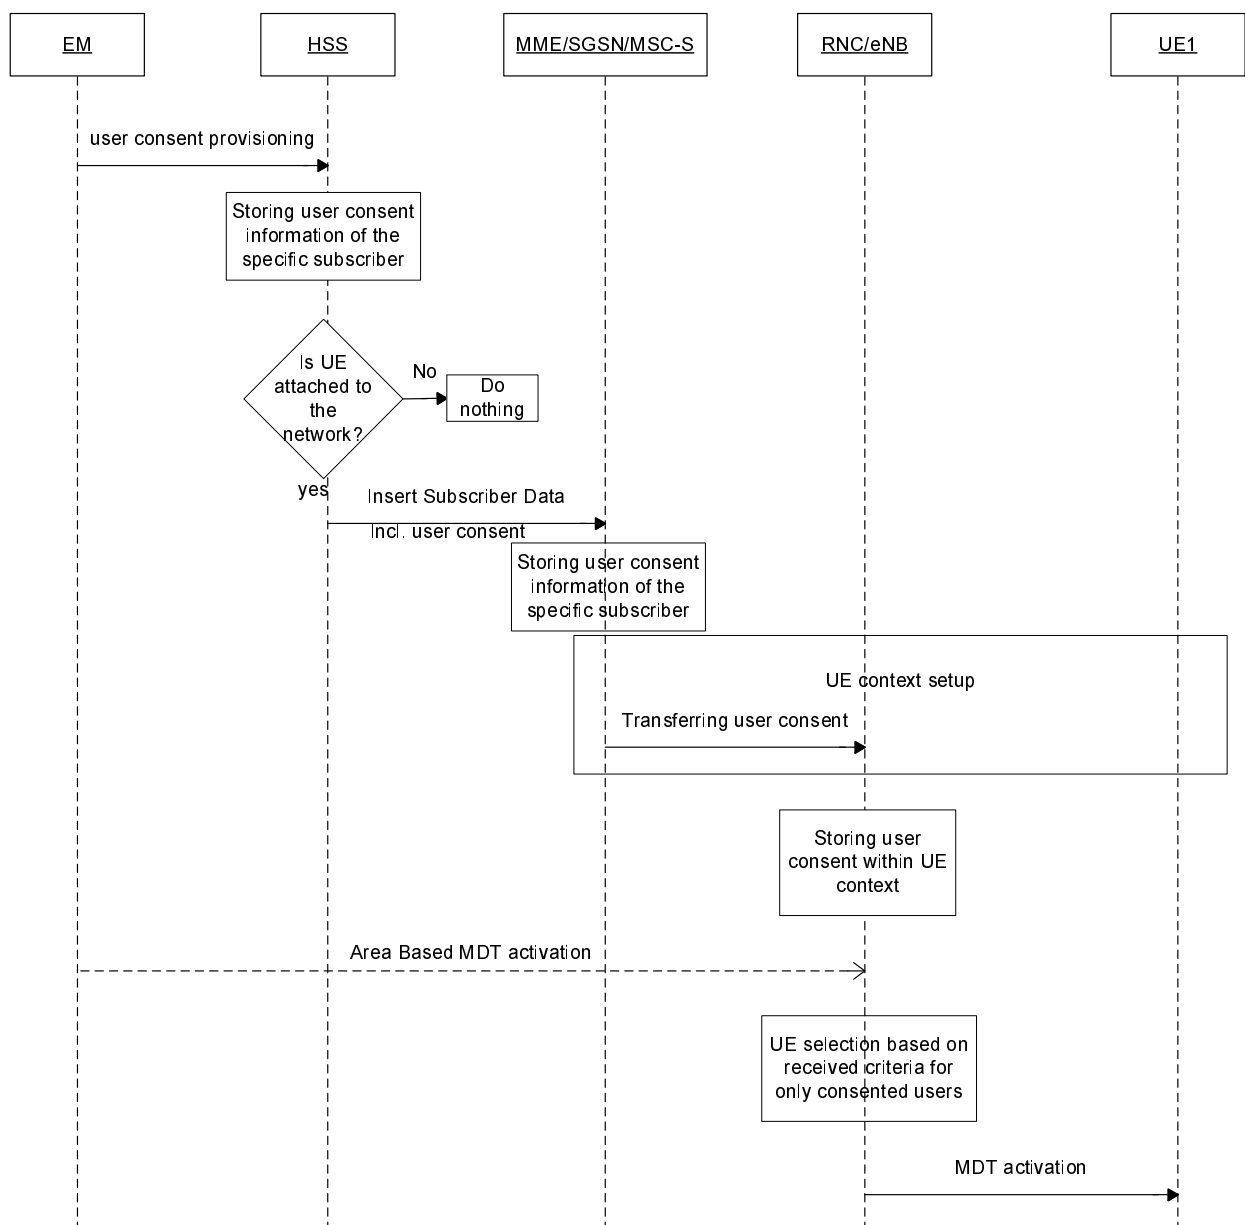 EM
HSS
MME/SGSN/MSC-S
RNC/eNB
UE1
user consent provisioning
Storing user consent
information of the
specific subscriber
Is UE
attached to
the
network?
No
Do
nothing
yes
Insert Subscriber Data
Incl. user consent
Storing user consent
information of the
specific subscriber
UE context setup
Transferring user consent
Storing user
consent within UE
context
Area Based MDT activation
UE selection based on
received criteria for
only consented users
MDT activation